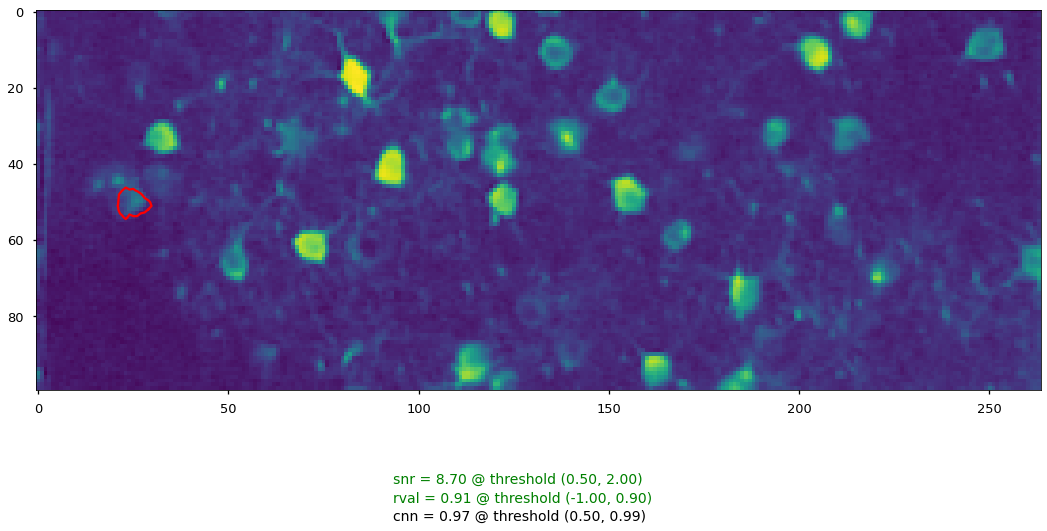 0
20
40
60
80
0 50 100 150 200 250
snr = 8.70 @ threshold (0.50, 2.00)
rval = 0.91 @ threshold (-1.00, 0.90)
cnn = 0.97 @ threshold (0.50, 0.99)